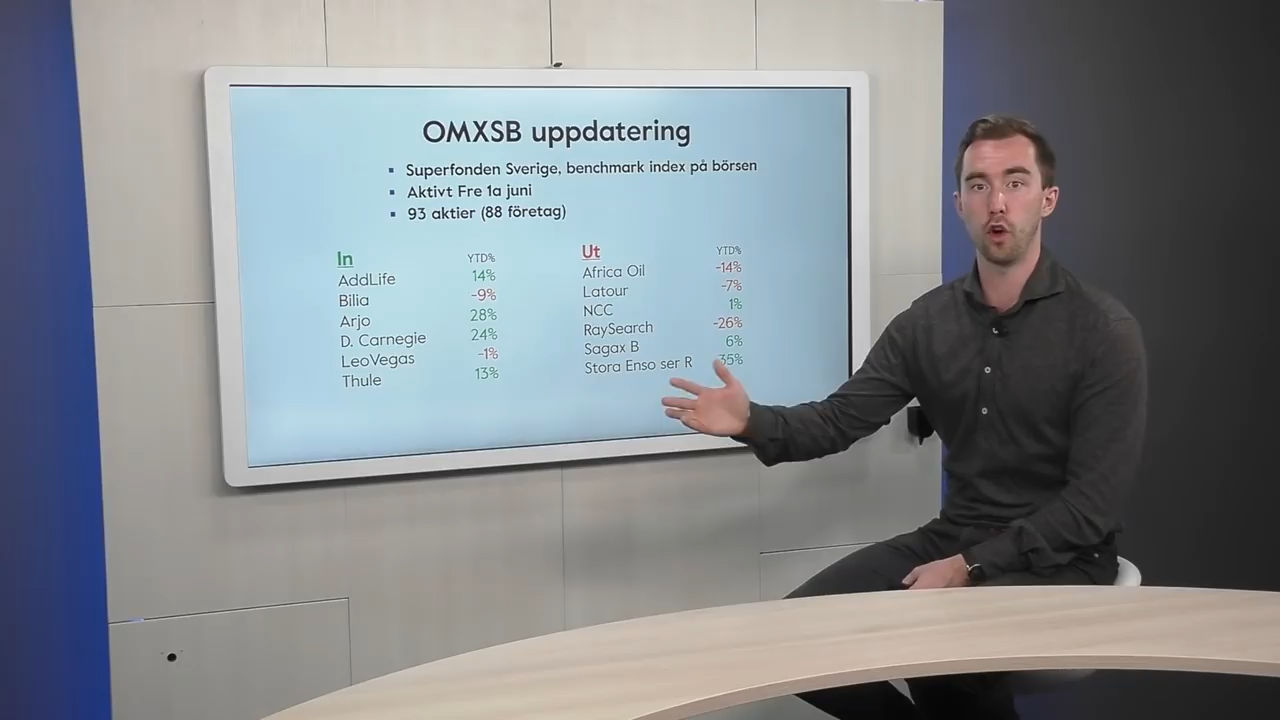 OMXSB uppdatering
▪ Superfonden Sverige, benchmark index på börsen
▪ Aktivt Fre 1a juni
▪ 93 aktier (88 företag)
In YTD%
AddLife 14%
Bilia -9%
Arjo 28%
D. Carnegie 24%
LeoVegas -1%
Thule 13%
Ut YTD%
Africa Oil -14%
Latour -7%
NCC 1%
RaySearch -26%
Sagax B 6%
Stora Enso ser R 35%